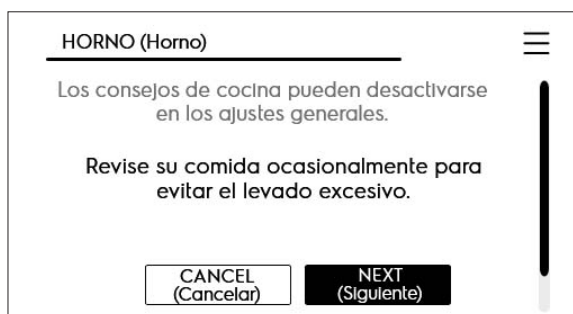 HORNO (Horno)
Los consejos de cocina pueden desactivarse
en los ajustes generales.
Revise su comida ocasionalmente para
evitar el levado excesivo.
CANCEL
(Cancelar)
NEXT
(Siguiente)